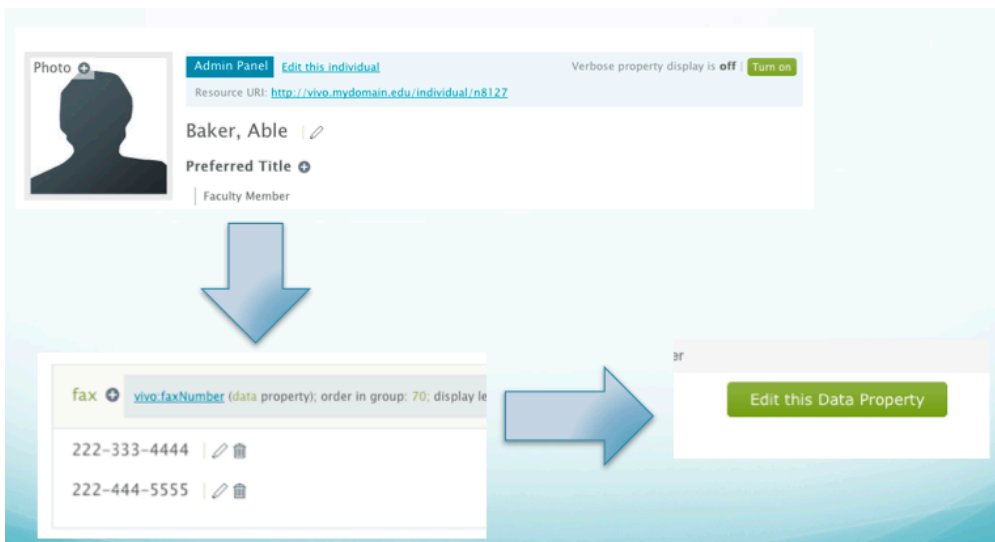 Photo
Admin Panel Edit this individual Verbose property display is off | Turn on
Resource URI: http://vivo.mydomain.edu/individual/n8127
Baker, Able
Preferred Title
Faculty Member
fax vivo:faxNumber (data property); order in group: 70; display le
222-333-4444
222-444-5555
er
Edit this Data Property